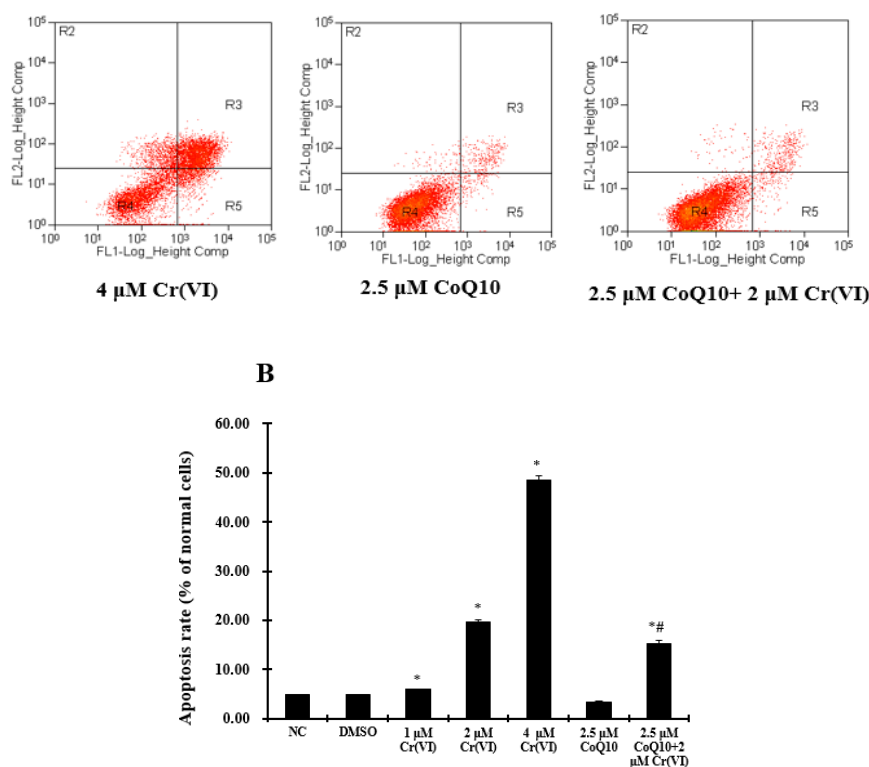 10⁵
R2
10⁴
10³
R3
10²
10¹
R4
R5
10⁰
10⁰ 10¹ 10² 10³ 10⁴ 10⁵
FL2-Log_Height Comp
FL1-Log_Height Comp
4 μM Cr(VI)
10⁵
R2
10⁴
10³
R3
10²
10¹
R4
R5
10⁰
10⁰ 10¹ 10² 10³ 10⁴ 10⁵
FL2-Log_Height Comp
FL1-Log_Height Comp
2.5 μM CoQ10
10⁵
R2
10⁴
10³
R3
10²
10¹
R4
R5
10⁰
10⁰ 10¹ 10² 10³ 10⁴ 10⁵
FL2-Log_Height Comp
FL1-Log_Height Comp
2.5 μM CoQ10+ 2 μM Cr(VI)
B
Apoptosis rate (% of normal cells)
60.00
50.00
40.00
30.00
20.00
10.00
0.00
*
*
*
*#
NC
DMSO
1 μM
Cr(VI)
2 μM
Cr(VI)
4 μM
Cr(VI)
2.5 μM
CoQ10
2.5 μM
CoQ10+2
μM Cr(VI)